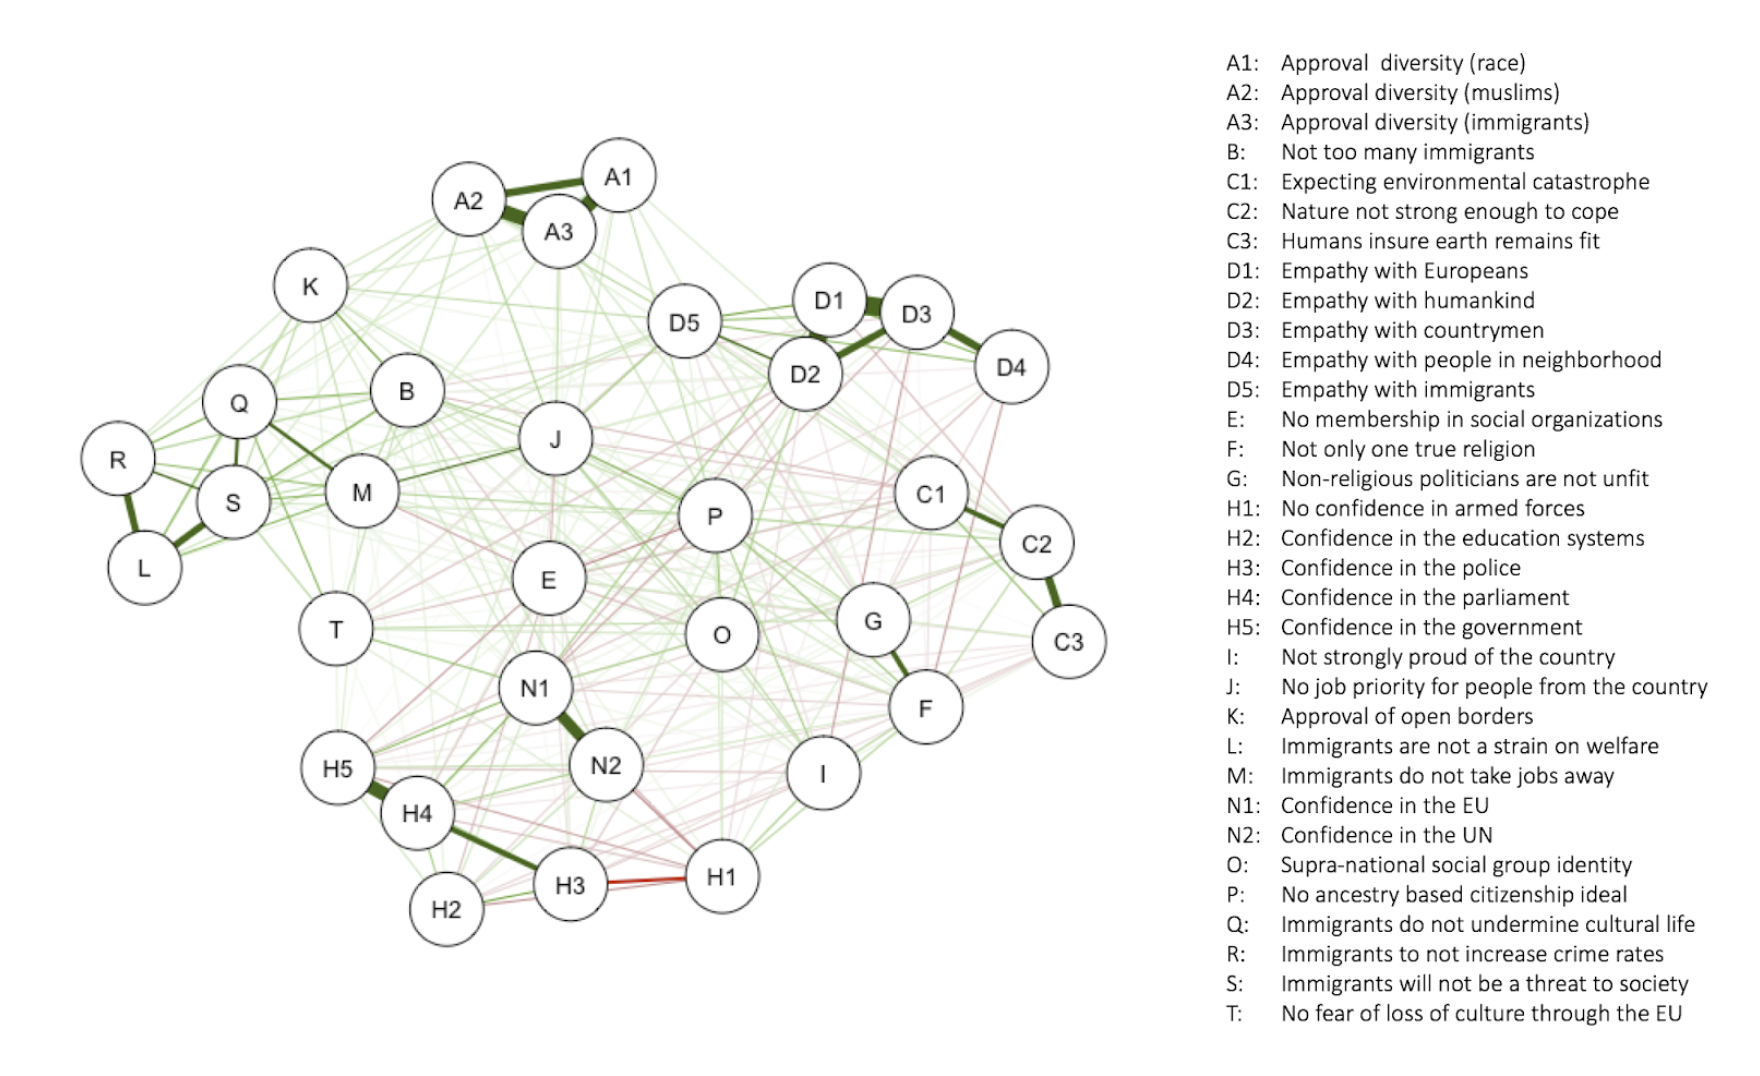 A1
A2
A3
K
D1
D3
D5
D4
D2
B
Q
J
R
M
C1
S
P
C2
L
E
G
T
O
C3
N1
F
N2
H5
I
H4
H1
H3
H2
A1: Approval diversity (race)
A2: Approval diversity (muslims)
A3: Approval diversity (immigrants)
B: Not too many immigrants
C1: Expecting environmental catastrophe
C2: Nature not strong enough to cope
C3: Humans insure earth remains fit
D1: Empathy with Europeans
D2: Empathy with humankind
D3: Empathy with countrymen
D4: Empathy with people in neighborhood
D5: Empathy with immigrants
E: No membership in social organizations
F: Not only one true religion
G: Non-religious politicians are not unfit
H1: No confidence in armed forces
H2: Confidence in the education systems
H3: Confidence in the police
H4: Confidence in the parliament
H5: Confidence in the government
I: Not strongly proud of the country
J: No job priority for people from the country
K: Approval of open borders
L: Immigrants are not a strain on welfare
M: Immigrants do not take jobs away
N1: Confidence in the EU
N2: Confidence in the UN
O: Supra-national social group identity
P: No ancestry based citizenship ideal
Q: Immigrants do not undermine cultural life
R: Immigrants to not increase crime rates
S: Immigrants will not be a threat to society
T: No fear of loss of culture through the EU